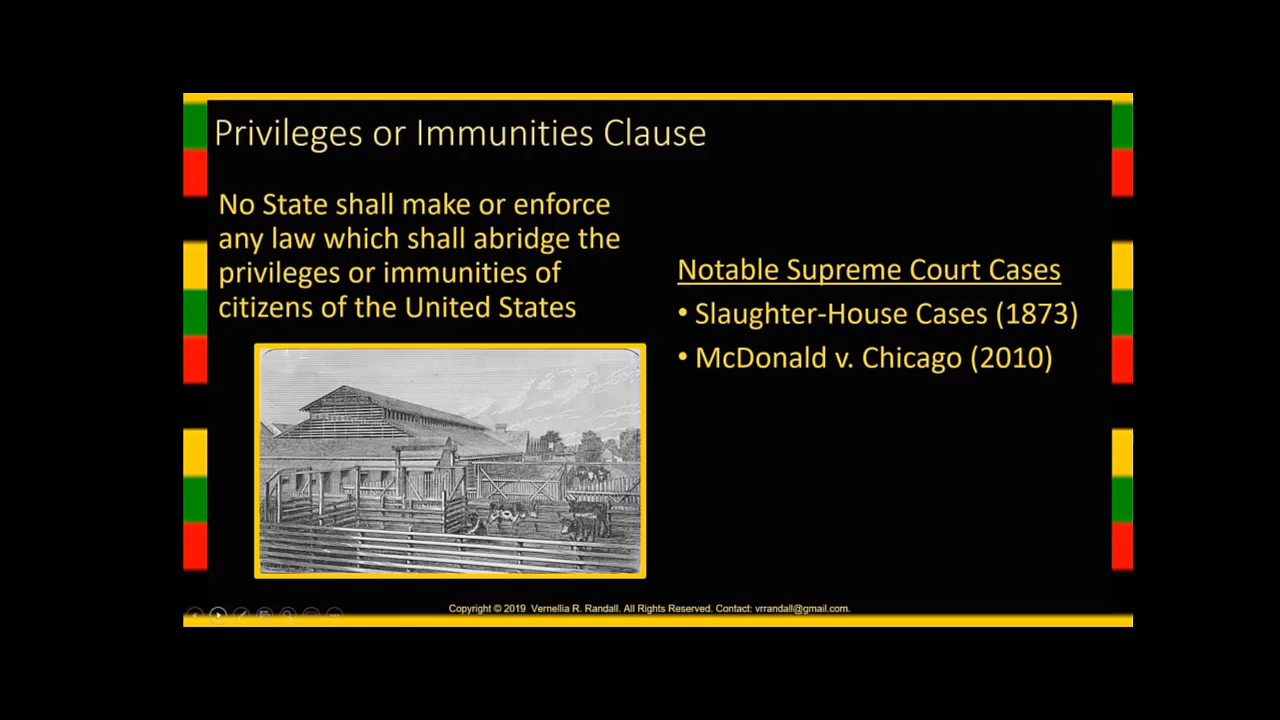 Privileges or Immunities Clause
No State shall make or enforce
any law which shall abridge the
privileges or immunities of
citizens of the United States
Notable Supreme Court Cases
• Slaughter-House Cases (1873)
• McDonald v. Chicago (2010)
Copyright © 2019 Vernellia R. Randall. All Rights Reserved. Contact: vrrandall@gmail.com.